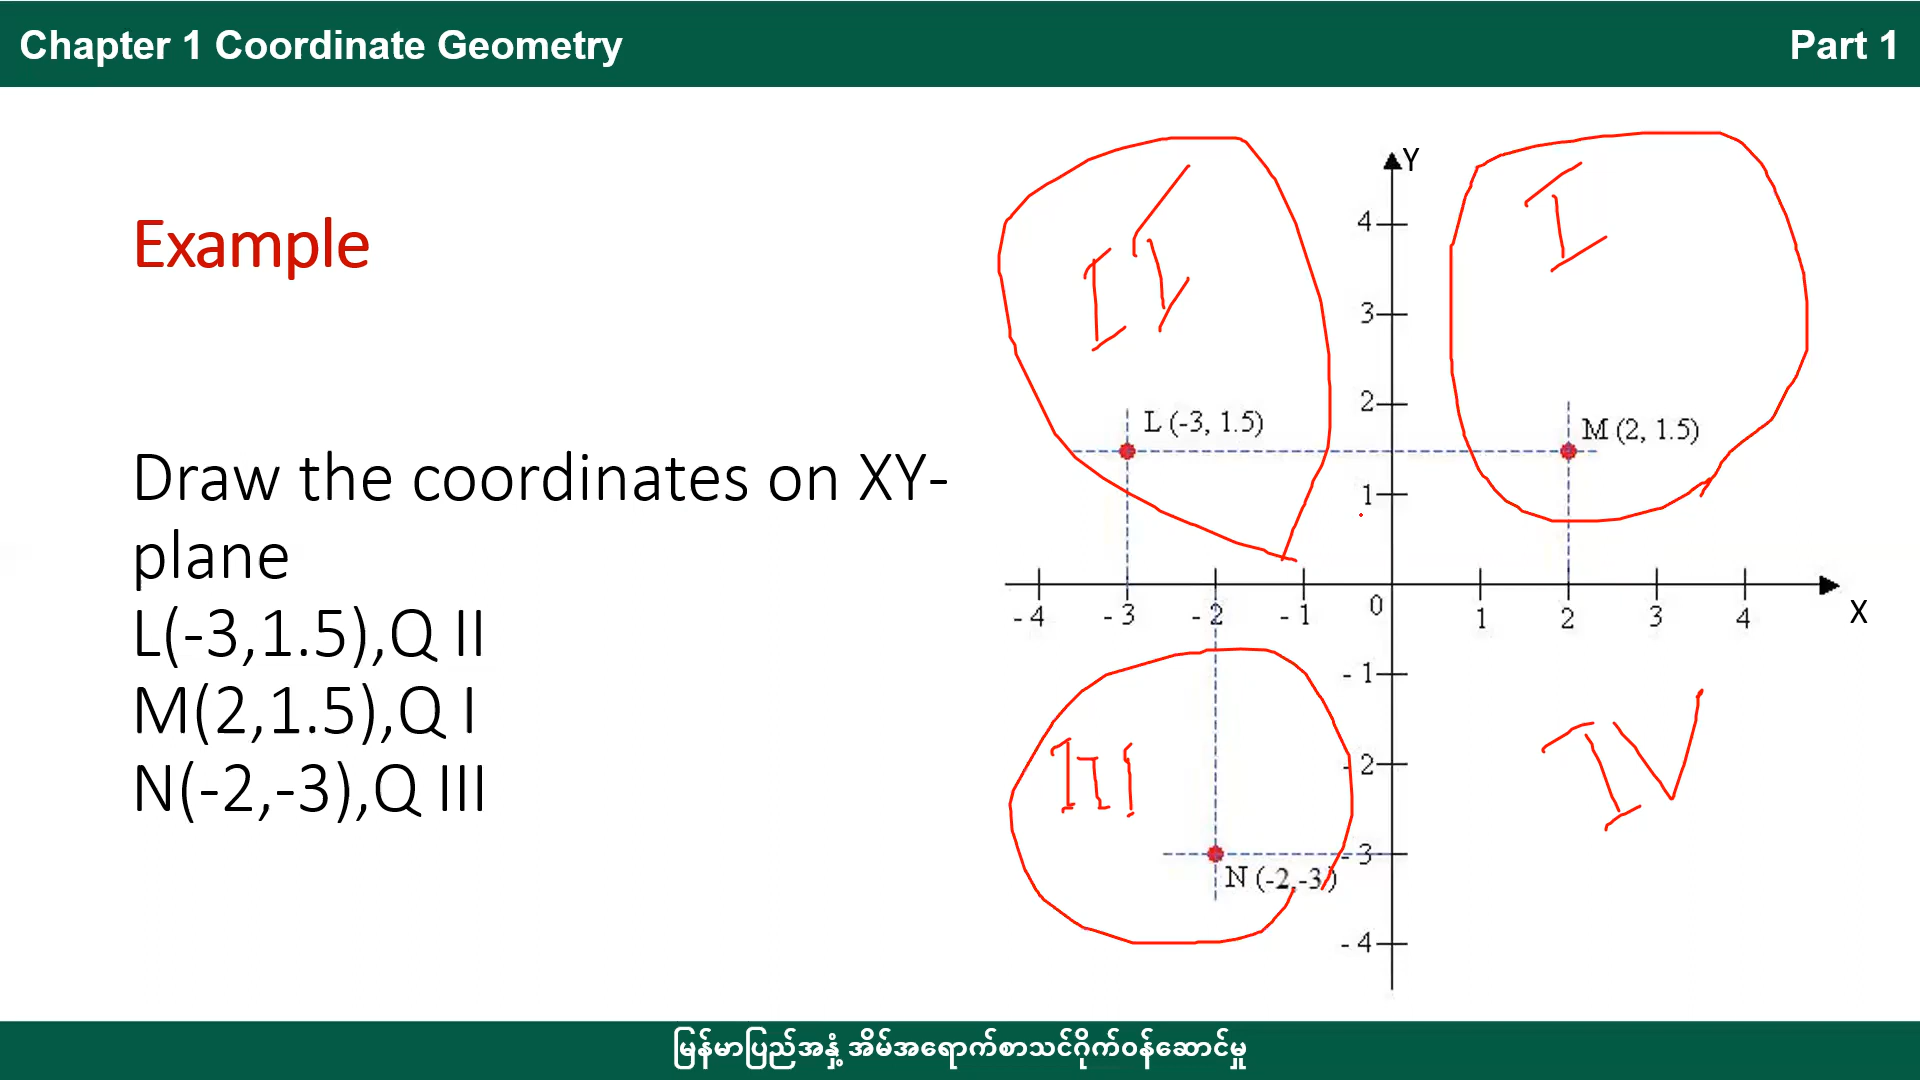 Chapter 1 Coordinate Geometry
Part 1
Example
Draw the coordinates on XY-
plane
L(-3,1.5),Q II
M(2,1.5),Q I
N(-2,-3),Q III
Y
II
I
4
3
2
L (-3, 1.5)
M (2, 1.5)
1
-4 -3 -2 -1 0 1 2 3 4
X
-1
III
-2
IV
-3
N (-2,-3)
-4
မြန်မာပြည်အနှံ့ အိမ်အရောက်စာသင်ဂိုက်ဝန်ဆောင်မှု